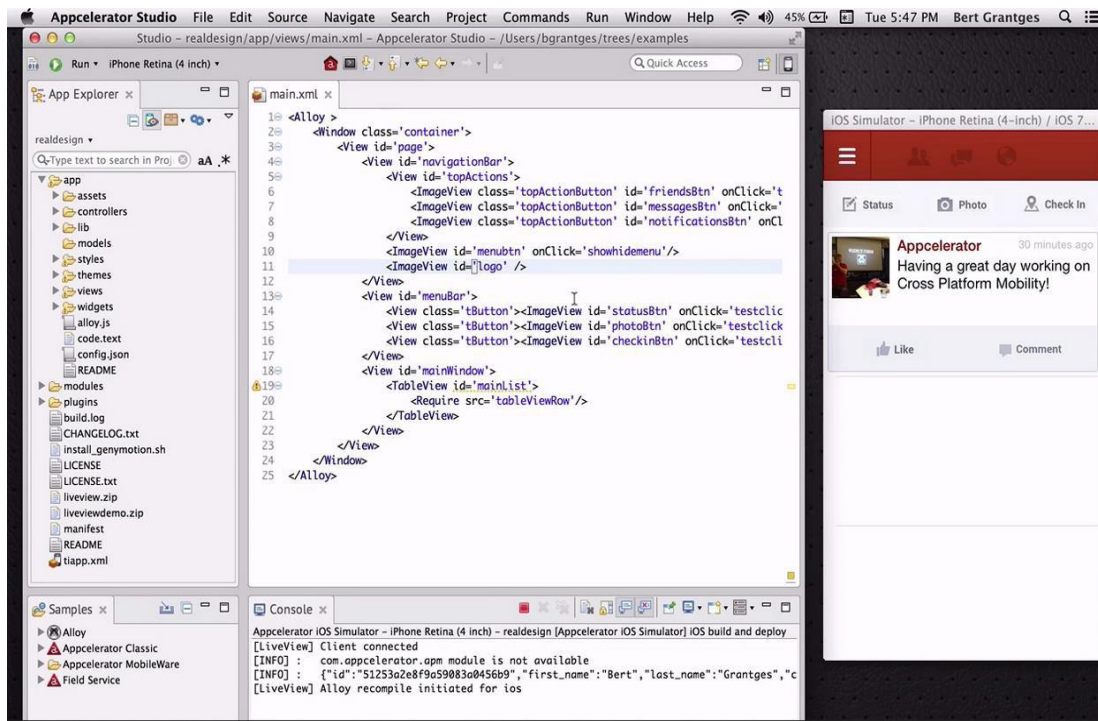 Appcelerator Studio File Edit Source Navigate Search Project Commands Run Window Help 45% Tue 5:47 PM Bert Grantges
Studio – realdesign/app/views/main.xml – Appcelerator Studio – /Users/bgrantges/trees/examples
Run iPhone Retina (4 inch) Quick Access
App Explorer
realdesign
Type text to search in Proj aA .*
app
assets
controllers
lib
models
styles
themes
views
widgets
alloy.js
code.text
config.json
README
modules
plugins
build.log
CHANGELOG.txt
install_genymotion.sh
LICENSE
LICENSE.txt
liveview.zip
liveviewdemo.zip
manifest
README
tiapp.xml
main.xml
1 <Alloy >
2 <Window class='container'>
3 <View id='page'>
4 <View id='navigationBar'>
5 <View id='topActions'>
6 <ImageView class='topActionButton' id='friendsBtn' onClick='t
7 <ImageView class='topActionButton' id='messagesBtn' onClick='
8 <ImageView class='topActionButton' id='notificationsBtn' onCl
9 </View>
10 <ImageView id='menubtn' onClick='showhidemenu'/>
11 <ImageView id='logo' />
12 </View>
13 <View id='menuBar'>
14 <View class='tButton'><ImageView id='statusBtn' onClick='testclic
15 <View class='tButton'><ImageView id='photoBtn' onClick='testclick
16 <View class='tButton'><ImageView id='checkinBtn' onClick='testcli
17 </View>
18 <View id='mainWindow'>
19 <TableView id='mainList'>
20 <Require src='tableViewRow'/>
21 </TableView>
22 </View>
23 </View>
24 </Window>
25 </Alloy>
iOS Simulator – iPhone Retina (4-inch) / iOS 7...
Status Photo Check In
Appcelerator 30 minutes ago
Having a great day working on
Cross Platform Mobility!
Like Comment
Samples
Alloy
Appcelerator Classic
Appcelerator MobileWare
Field Service
Console
Appcelerator iOS Simulator – iPhone Retina (4 inch) – realdesign [Appcelerator iOS Simulator] iOS build and deploy
[LiveView] Client connected
[INFO] : com.appcelerator.apm module is not available
[INFO] : {"id":"51253a2e8f9a59083a0456b9","first_name":"Bert","last_name":"Grantges","c
[LiveView] Alloy recompile initiated for ios